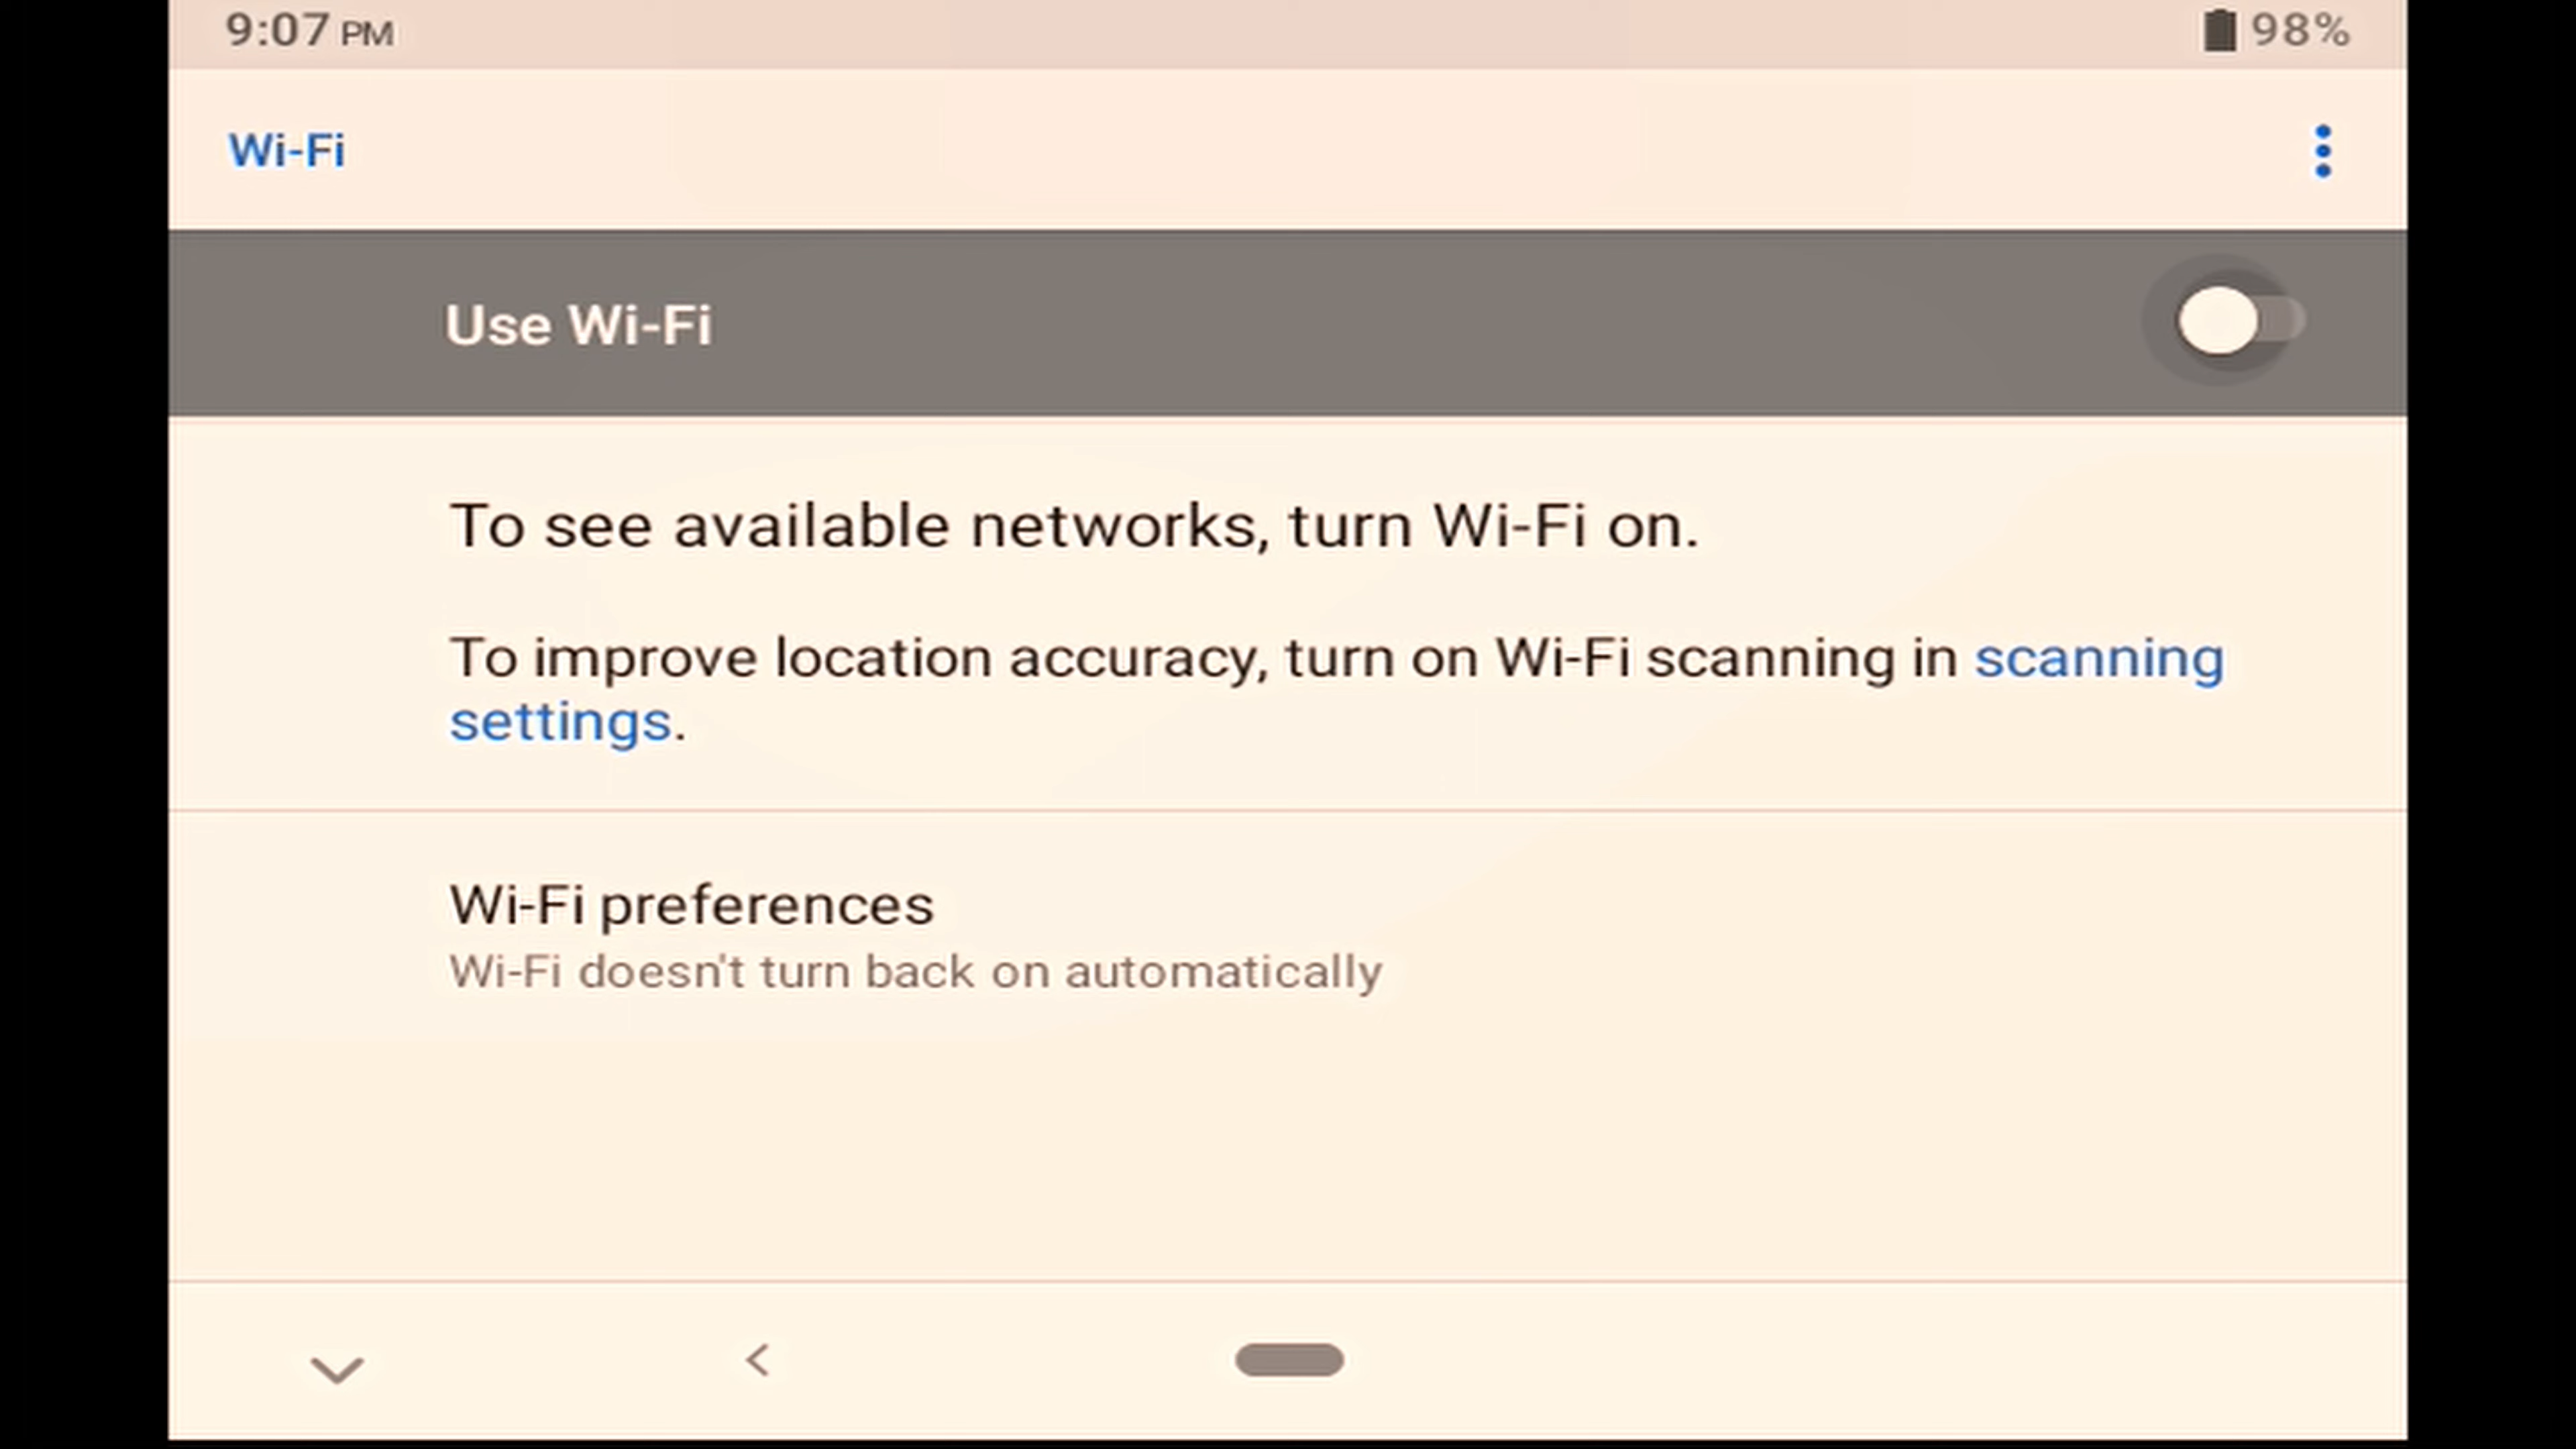 9:07 PM 98%
Wi-Fi
Use Wi-Fi
To see available networks, turn Wi-Fi on.
To improve location accuracy, turn on Wi-Fi scanning in scanning
settings.
Wi-Fi preferences
Wi-Fi doesn't turn back on automatically